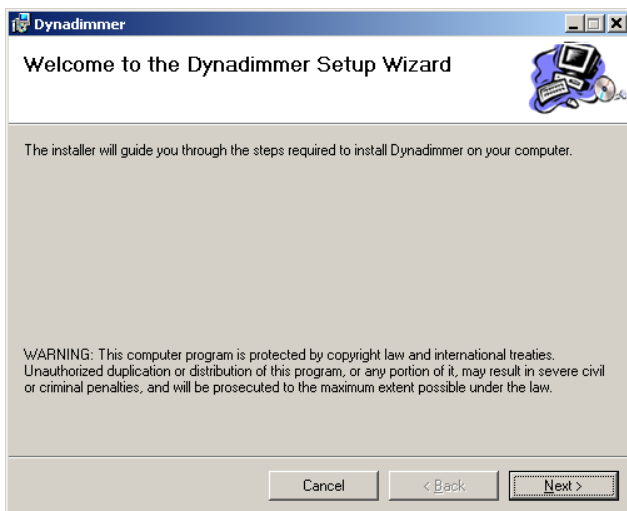 Dynadimmer
Welcome to the Dynadimmer Setup Wizard
The installer will guide you through the steps required to install Dynadimmer on your computer.
WARNING: This computer program is protected by copyright law and international treaties.
Unauthorized duplication or distribution of this program, or any portion of it, may result in severe civil
or criminal penalties, and will be prosecuted to the maximum extent possible under the law.
Cancel
< Back
Next >